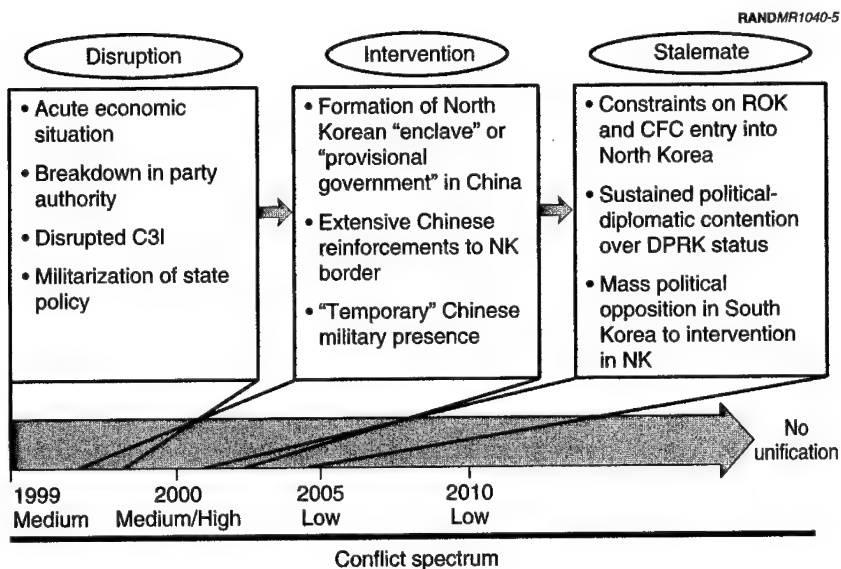 RANDMR1040-5
Disruption
Intervention
Stalemate
• Acute economic
situation
• Breakdown in party
authority
• Disrupted C3I
• Militarization of state
policy
• Formation of North
Korean “enclave” or
“provisional
government” in China
• Extensive Chinese
reinforcements to NK
border
• “Temporary” Chinese
military presence
• Constraints on ROK
and CFC entry into
North Korea
• Sustained political-
diplomatic contention
over DPRK status
• Mass political
opposition in South
Korea to intervention
in NK
No
unification
1999
Medium
2000
Medium/High
2005
Low
2010
Low
Conflict spectrum